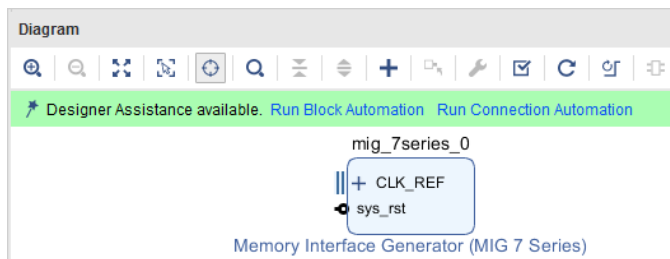 Diagram
Designer Assistance available. Run Block Automation Run Connection Automation
mig_7series_0
CLK_REF
sys_rst
Memory Interface Generator (MIG 7 Series)